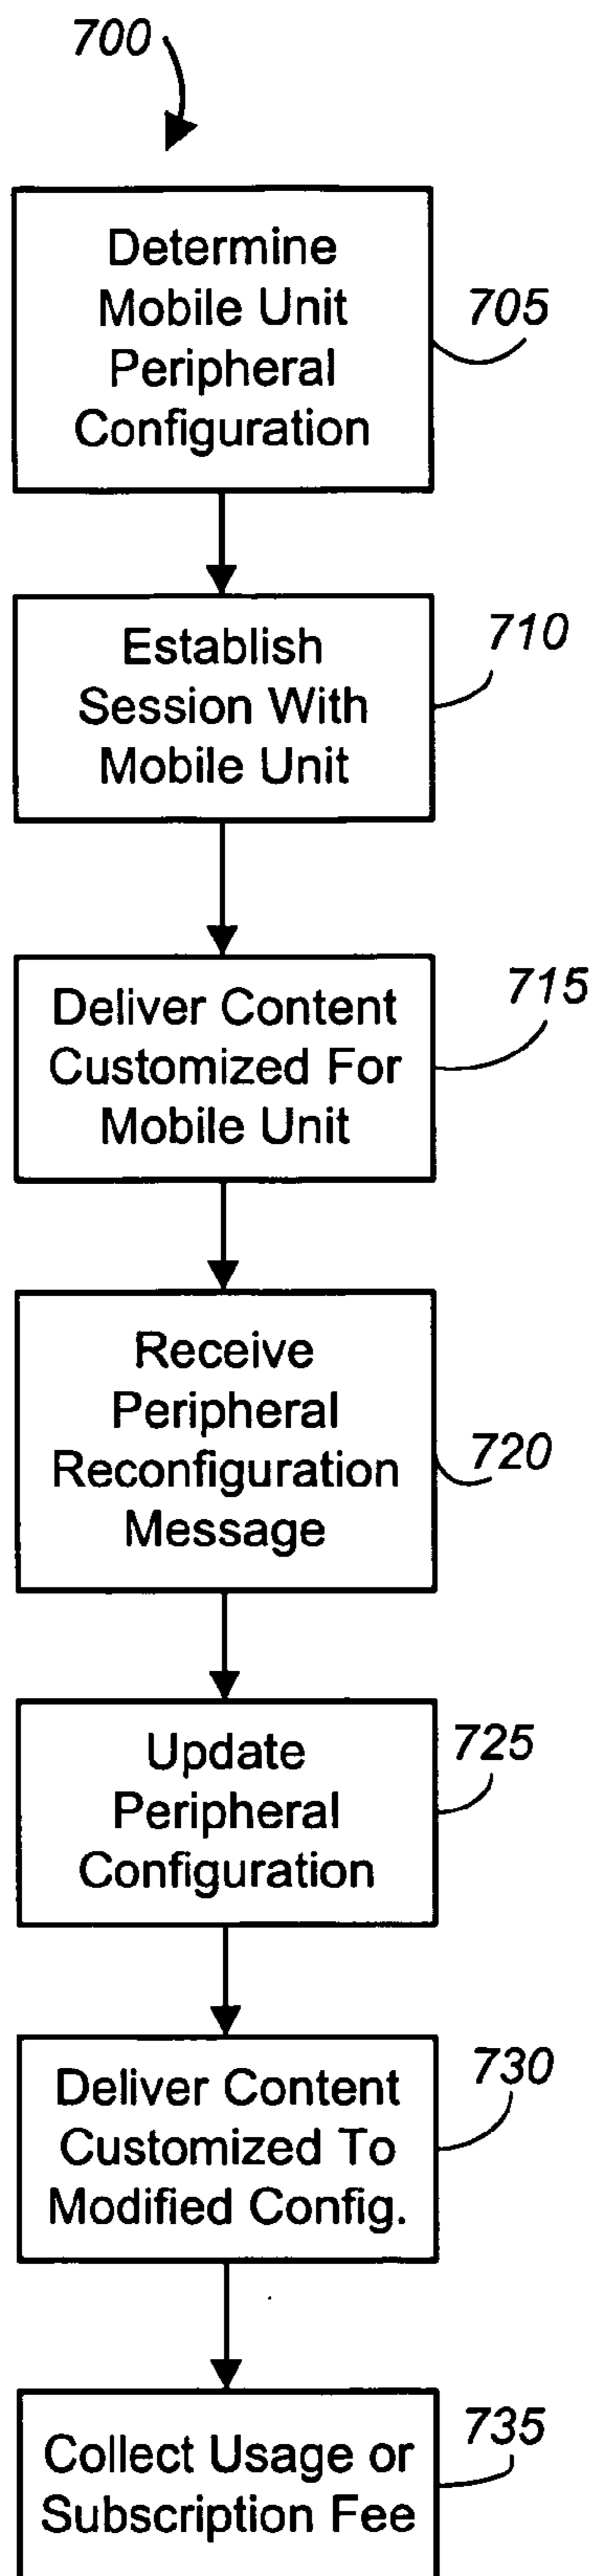 700
Determine
Mobile Unit
Peripheral
Configuration
705
Establish
Session With
Mobile Unit
710
Deliver Content
Customized For
Mobile Unit
715
Receive
Peripheral
Reconfiguration
Message
720
Update
Peripheral
Configuration
725
Deliver Content
Customized To
Modified Config.
730
Collect Usage or
Subscription Fee
735